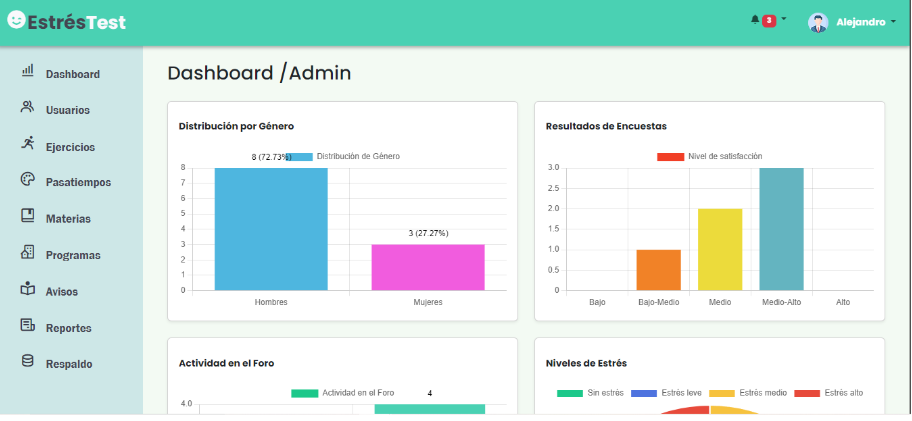 EstrésTest
3
Alejandro
Dashboard
Usuarios
Ejercicios
Pasatiempos
Materias
Programas
Avisos
Reportes
Respaldo
Dashboard /Admin
Distribución por Género
8 (72.73%)
Distribución de Género
8
7
6
5
4
3
2
1
0
3 (27.27%)
Hombres
Mujeres
Resultados de Encuestas
Nivel de satisfacción
3.0
2.5
2.0
1.5
1.0
0.5
0
Bajo
Bajo-Medio
Medio
Medio-Alto
Alto
Actividad en el Foro
Actividad en el Foro
4
4.0
Niveles de Estrés
Sin estrés
Estrés leve
Estrés medio
Estrés alto